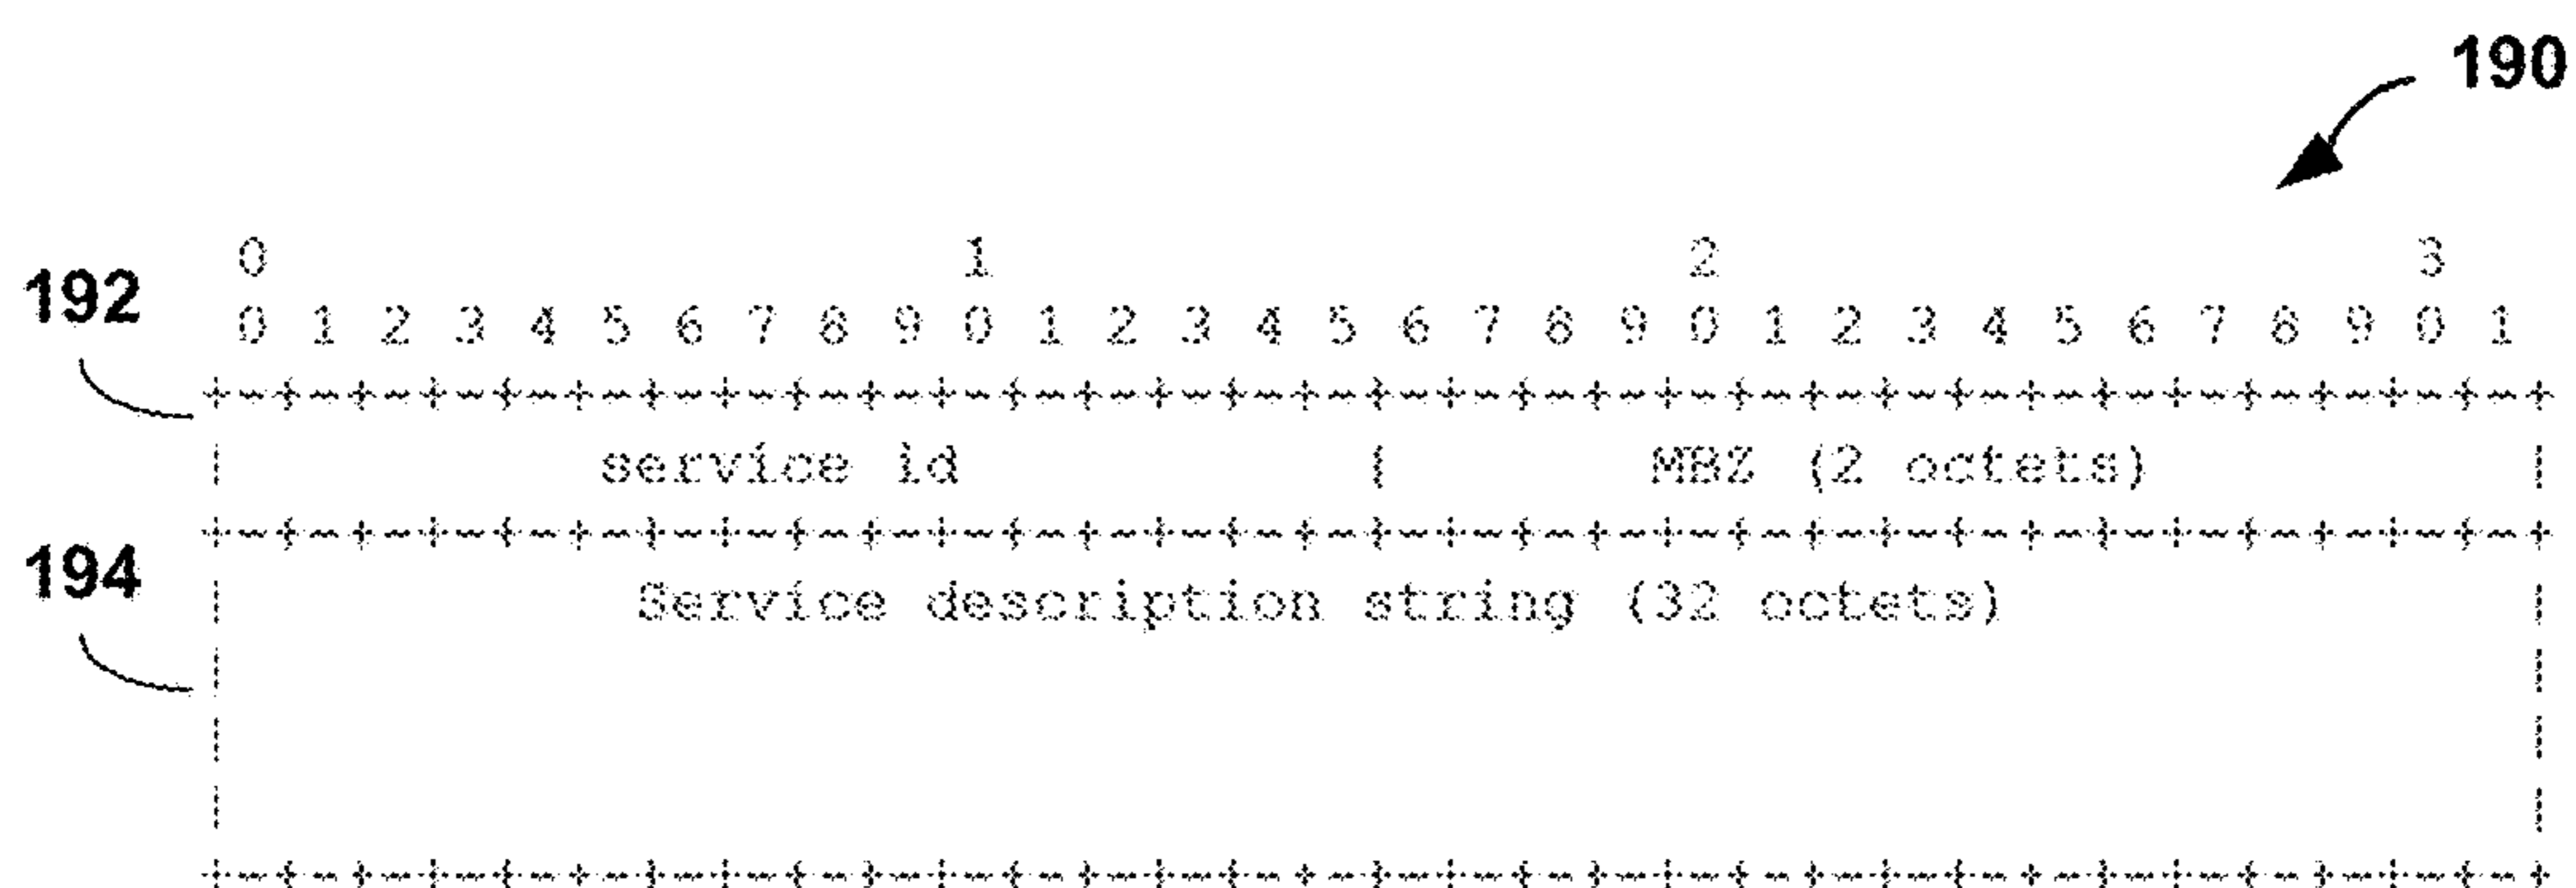 190
0 1 2 3
192
0 1 2 3 4 5 6 7 8 9 0 1 2 3 4 5 6 7 8 9 0 1 2 3 4 5 6 7 8 9 0 1
+-+-+-+-+-+-+-+-+-+-+-+-+-+-+-+-+-+-+-+-+-+-+-+-+-+-+-+-+-+-+-+-+
| service id | MBZ (2 octets) |
+-+-+-+-+-+-+-+-+-+-+-+-+-+-+-+-+-+-+-+-+-+-+-+-+-+-+-+-+-+-+-+-+
194
| Service description string (32 octets) |
| |
| |
| |
+-+-+-+-+-+-+-+-+-+-+-+-+-+-+-+-+-+-+-+-+-+-+-+-+-+-+-+-+-+-+-+-+